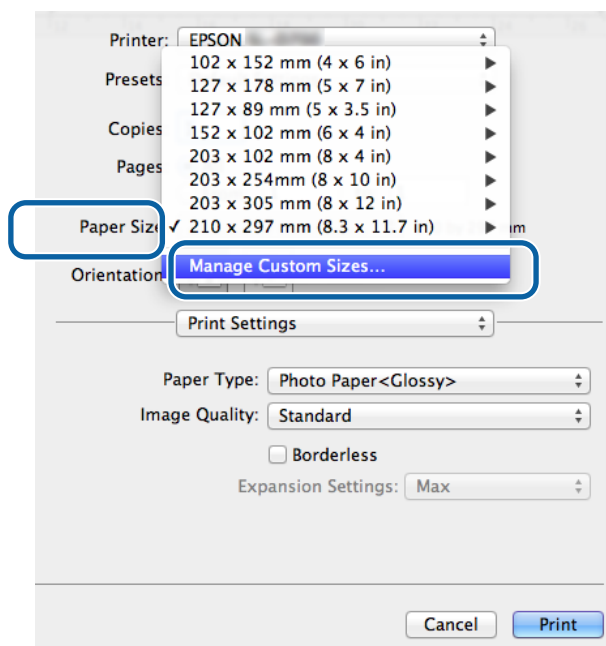 Printer: EPSON
102 x 152 mm (4 x 6 in)
Presets
127 x 178 mm (5 x 7 in)
127 x 89 mm (5 x 3.5 in)
Copies
152 x 102 mm (6 x 4 in)
203 x 102 mm (8 x 4 in)
Pages
203 x 254mm (8 x 10 in)
203 x 305 mm (8 x 12 in)
Paper Size ✓ 210 x 297 mm (8.3 x 11.7 in) mm
Manage Custom Sizes...
Orientation
Print Settings
Paper Type: Photo Paper<Glossy>
Image Quality: Standard
Borderless
Expansion Settings: Max
Cancel Print